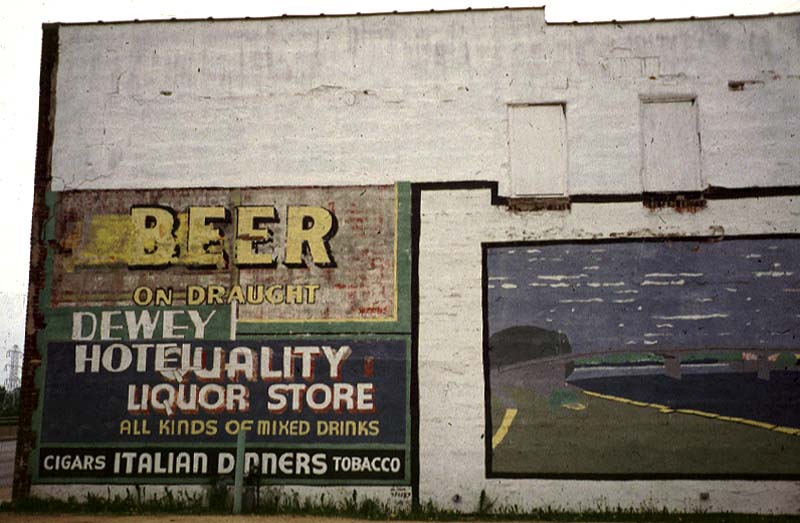 BEER
ON DRAUGHT
DEWEY
HOTEL
QUALITY
LIQUOR STORE
ALL KINDS OF MIXED DRINKS
CIGARS ITALIAN DINNERS TOBACCO